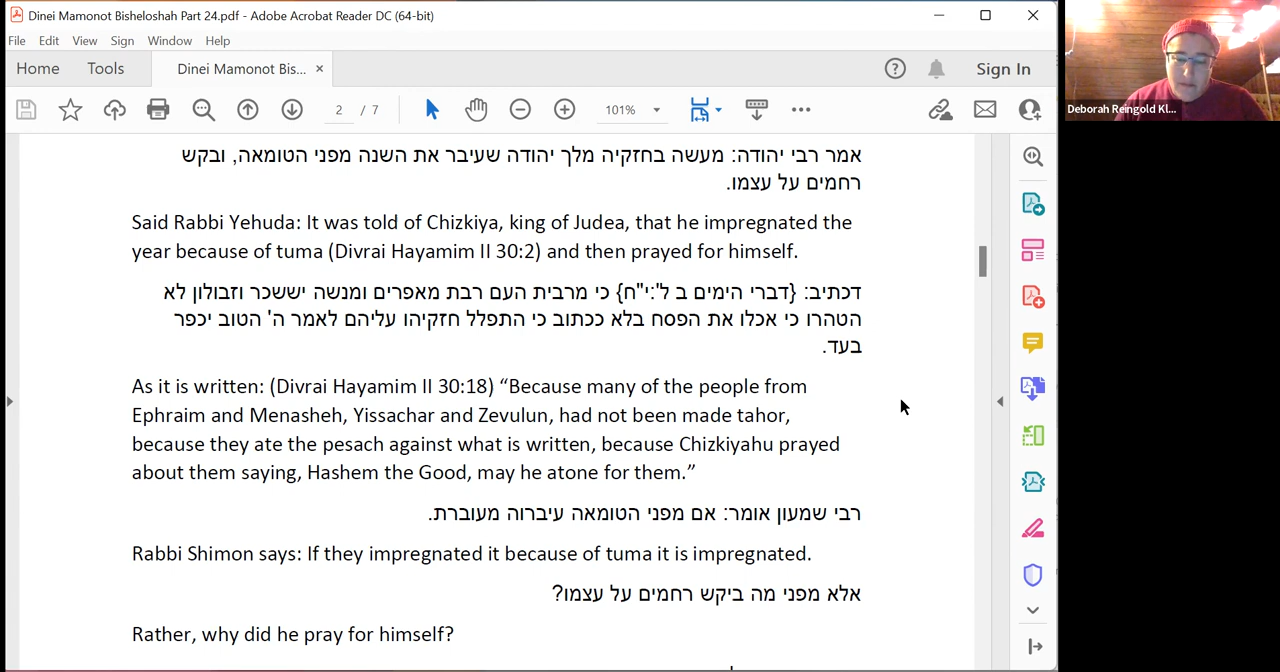 Dinei Mamonot Bisheloshah Part 24.pdf - Adobe Acrobat Reader DC (64-bit)
File Edit View Sign Window Help
Home Tools Dinei Mamonot Bis... × Sign In
2 / 7 101%
Deborah Reingold Kl...
אמר רבי יהודה: מעשה בחזקיה מלך יהודה שעיבר את השנה מפני הטומאה, ובקש
רחמים על עצמו.
Said Rabbi Yehuda: It was told of Chizkiya, king of Judea, that he impregnated the
year because of tuma (Divrai Hayamim II 30:2) and then prayed for himself.
דכתיב: {דברי הימים ב ל':י"ח} כי מרבית העם רבת מאפרים ומנשה יששכר וזבולון לא
הטהרו כי אכלו את הפסח בלא ככתוב כי התפלל חזקיהו עליהם לאמר ה' הטוב יכפר
בעד.
As it is written: (Divrai Hayamim II 30:18) “Because many of the people from
Ephraim and Menasheh, Yissachar and Zevulun, had not been made tahor,
because they ate the pesach against what is written, because Chizkiyahu prayed
about them saying, Hashem the Good, may he atone for them.”
רבי שמעון אומר: אם מפני הטומאה עיברוה מעוברת.
Rabbi Shimon says: If they impregnated it because of tuma it is impregnated.
אלא מפני מה ביקש רחמים על עצמו?
Rather, why did he pray for himself?